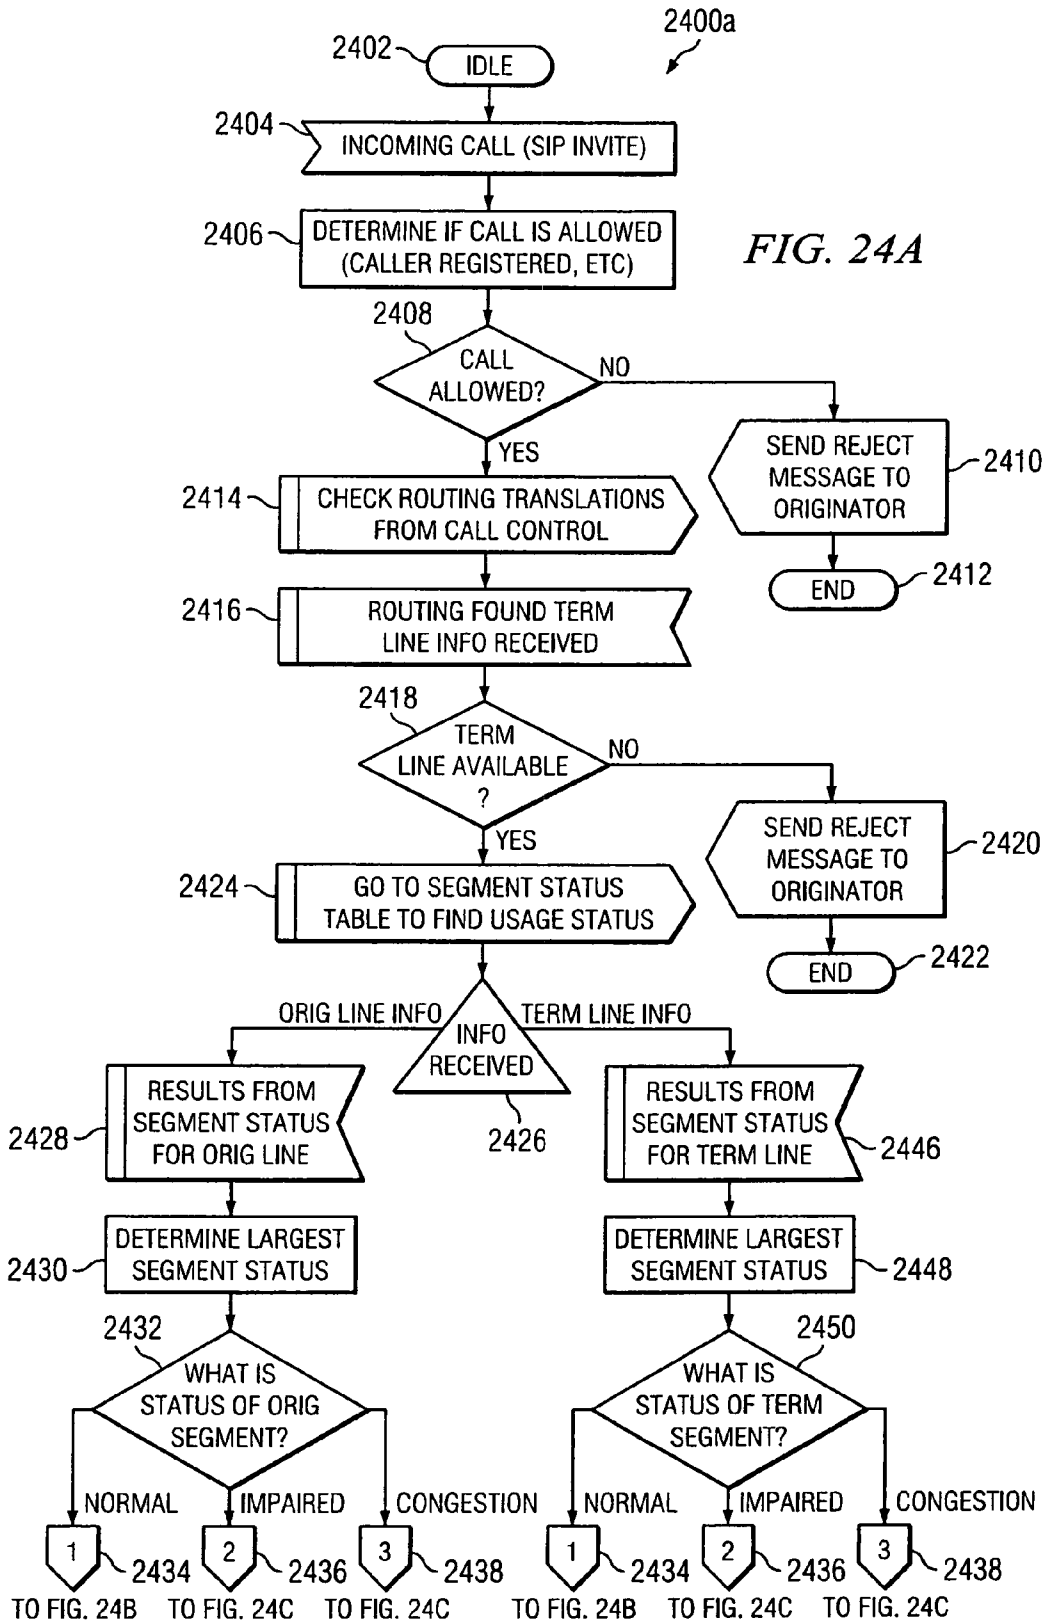 2400a
2402
IDLE
2404
INCOMING CALL (SIP INVITE)
2406
DETERMINE IF CALL IS ALLOWED
(CALLER REGISTERED, ETC)
FIG. 24A
2408
CALL
ALLOWED?
NO
YES
SEND REJECT
MESSAGE TO
ORIGINATOR
2410
END
2412
2414
CHECK ROUTING TRANSLATIONS
FROM CALL CONTROL
2416
ROUTING FOUND TERM
LINE INFO RECEIVED
2418
TERM
LINE AVAILABLE
?
NO
YES
SEND REJECT
MESSAGE TO
ORIGINATOR
2420
END
2422
2424
GO TO SEGMENT STATUS
TABLE TO FIND USAGE STATUS
ORIG LINE INFO
INFO
RECEIVED
TERM LINE INFO
2426
2428
RESULTS FROM
SEGMENT STATUS
FOR ORIG LINE
RESULTS FROM
SEGMENT STATUS
FOR TERM LINE
2446
2430
DETERMINE LARGEST
SEGMENT STATUS
DETERMINE LARGEST
SEGMENT STATUS
2448
2432
WHAT IS
STATUS OF ORIG
SEGMENT?
2450
WHAT IS
STATUS OF TERM
SEGMENT?
NORMAL
IMPAIRED
CONGESTION
NORMAL
IMPAIRED
CONGESTION
1
2434
2
2436
3
2438
1
2434
2
2436
3
2438
TO FIG. 24B
TO FIG. 24C
TO FIG. 24C
TO FIG. 24B
TO FIG. 24C
TO FIG. 24C